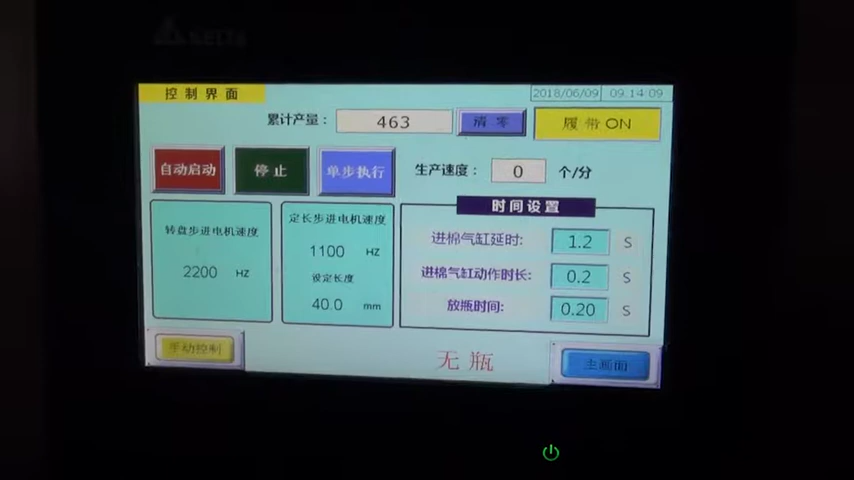 DELTA
控制界面
2018/06/09 09:14:09
累计产量： 463 清零 履带 ON
自动启动 停止 单步执行 生产速度： 0 个/分
时间设置
转盘步进电机速度
2200 HZ
定长步进电机速度
1100 HZ
设定长度
40.0 mm
进棉气缸延时: 1.2 S
进棉气缸动作时长: 0.2 S
放瓶时间: 0.20 S
手动控制 无瓶 主画面